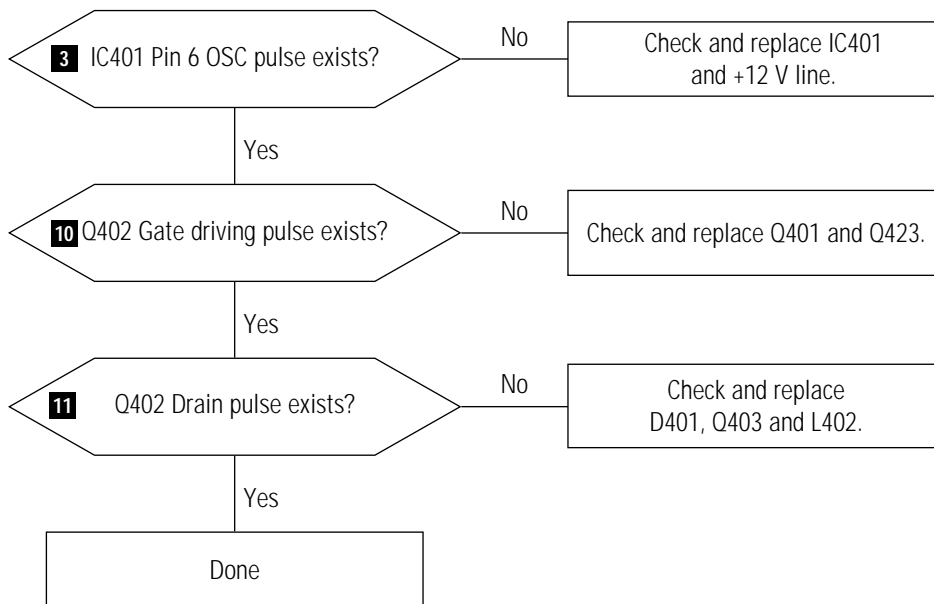 3 IC401 Pin 6 OSC pulse exists?
No
Check and replace IC401
and +12 V line.
Yes
10 Q402 Gate driving pulse exists?
No
Check and replace Q401 and Q423.
Yes
11 Q402 Drain pulse exists?
No
Check and replace
D401, Q403 and L402.
Yes
Done